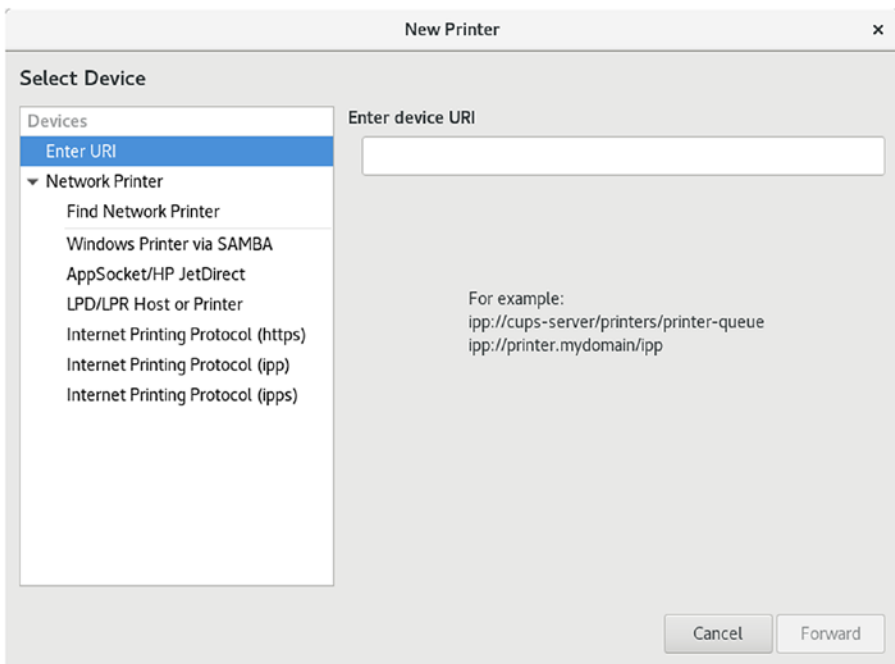 New Printer
Select Device
Devices
Enter URI
Network Printer
Find Network Printer
Windows Printer via SAMBA
AppSocket/HP JetDirect
LPD/LPR Host or Printer
Internet Printing Protocol (https)
Internet Printing Protocol (ipp)
Internet Printing Protocol (ipps)
Enter device URI
For example:
ipp://cups-server/printers/printer-queue
ipp://printer.mydomain/ipp
Cancel
Forward